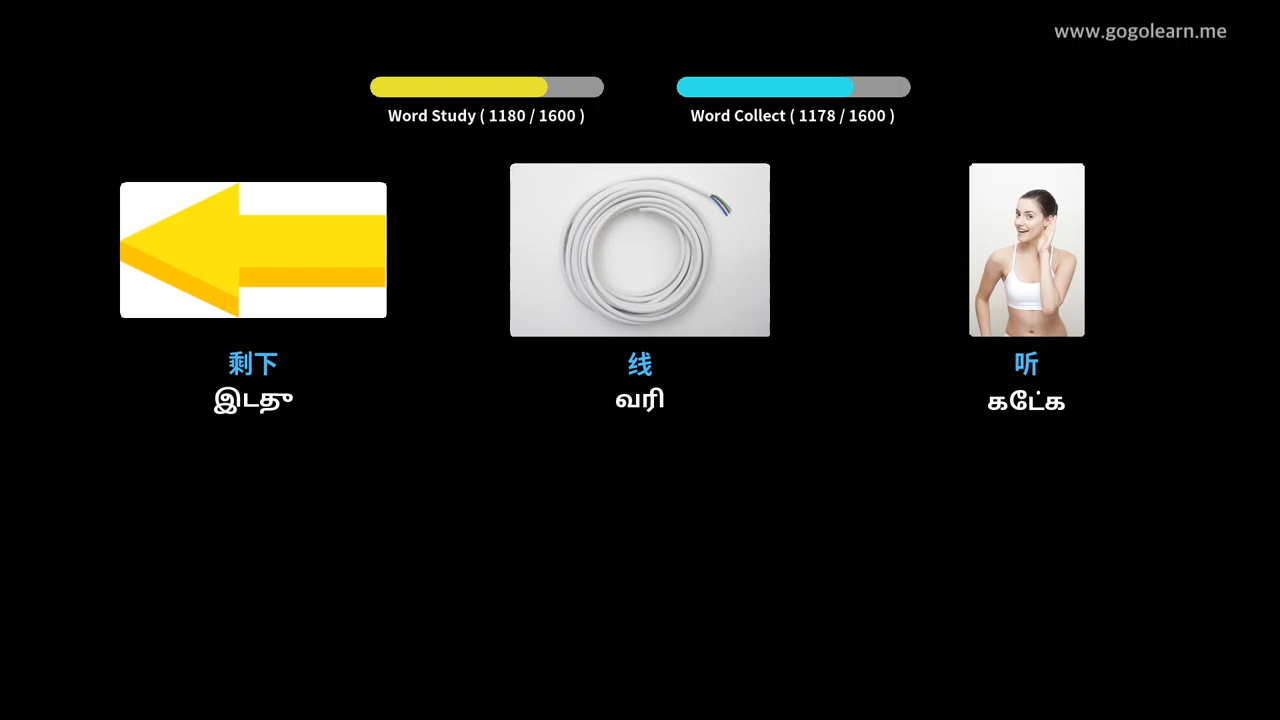 www.gogolearn.me
Word Study ( 1180 / 1600 )
Word Collect ( 1178 / 1600 )
剩下
இடது
线
வரி
听
கேட்க